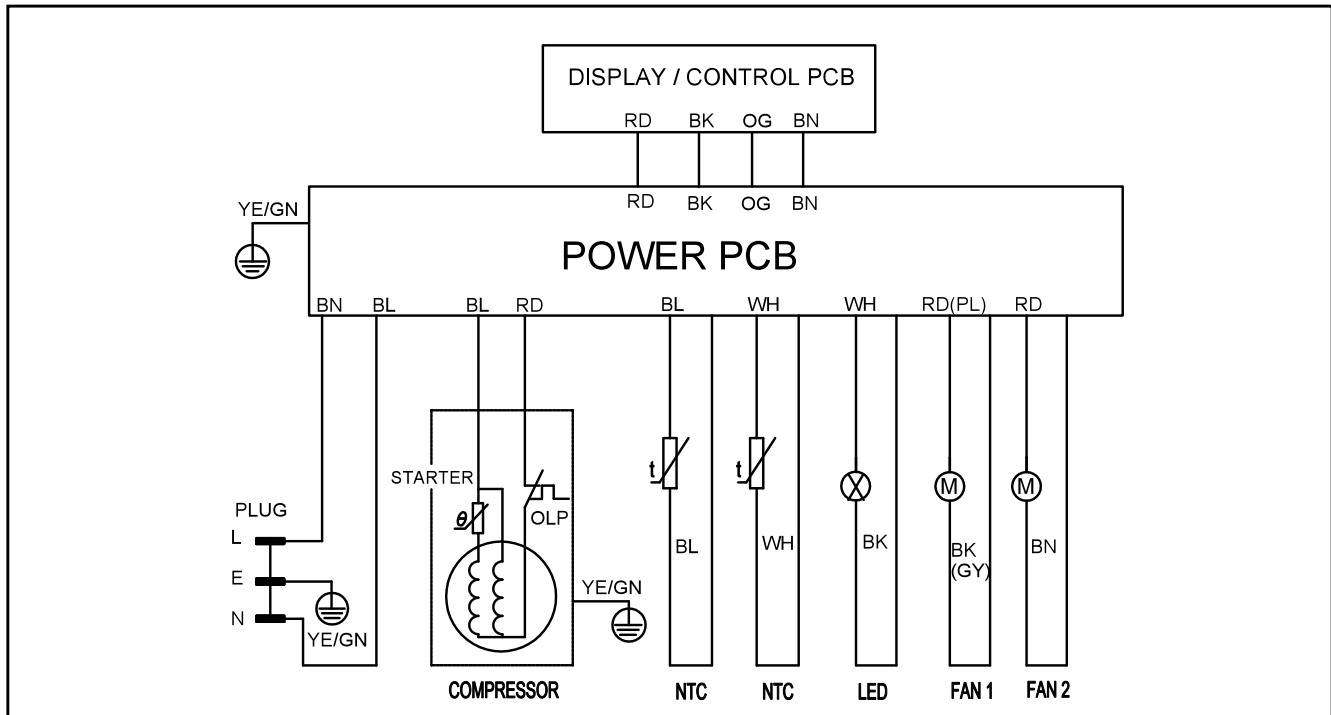 DISPLAY / CONTROL PCB
RD BK OG BN
RD BK OG BN
YE/GN
POWER PCB
BN BL BL RD BL WH WH RD(PL) RD
STARTER
t t M M
θ OLP
PLUG
L
BL WH BK BK BN
(GY)
E
YE/GN
N
YE/GN
COMPRESSOR NTC NTC LED FAN 1 FAN 2